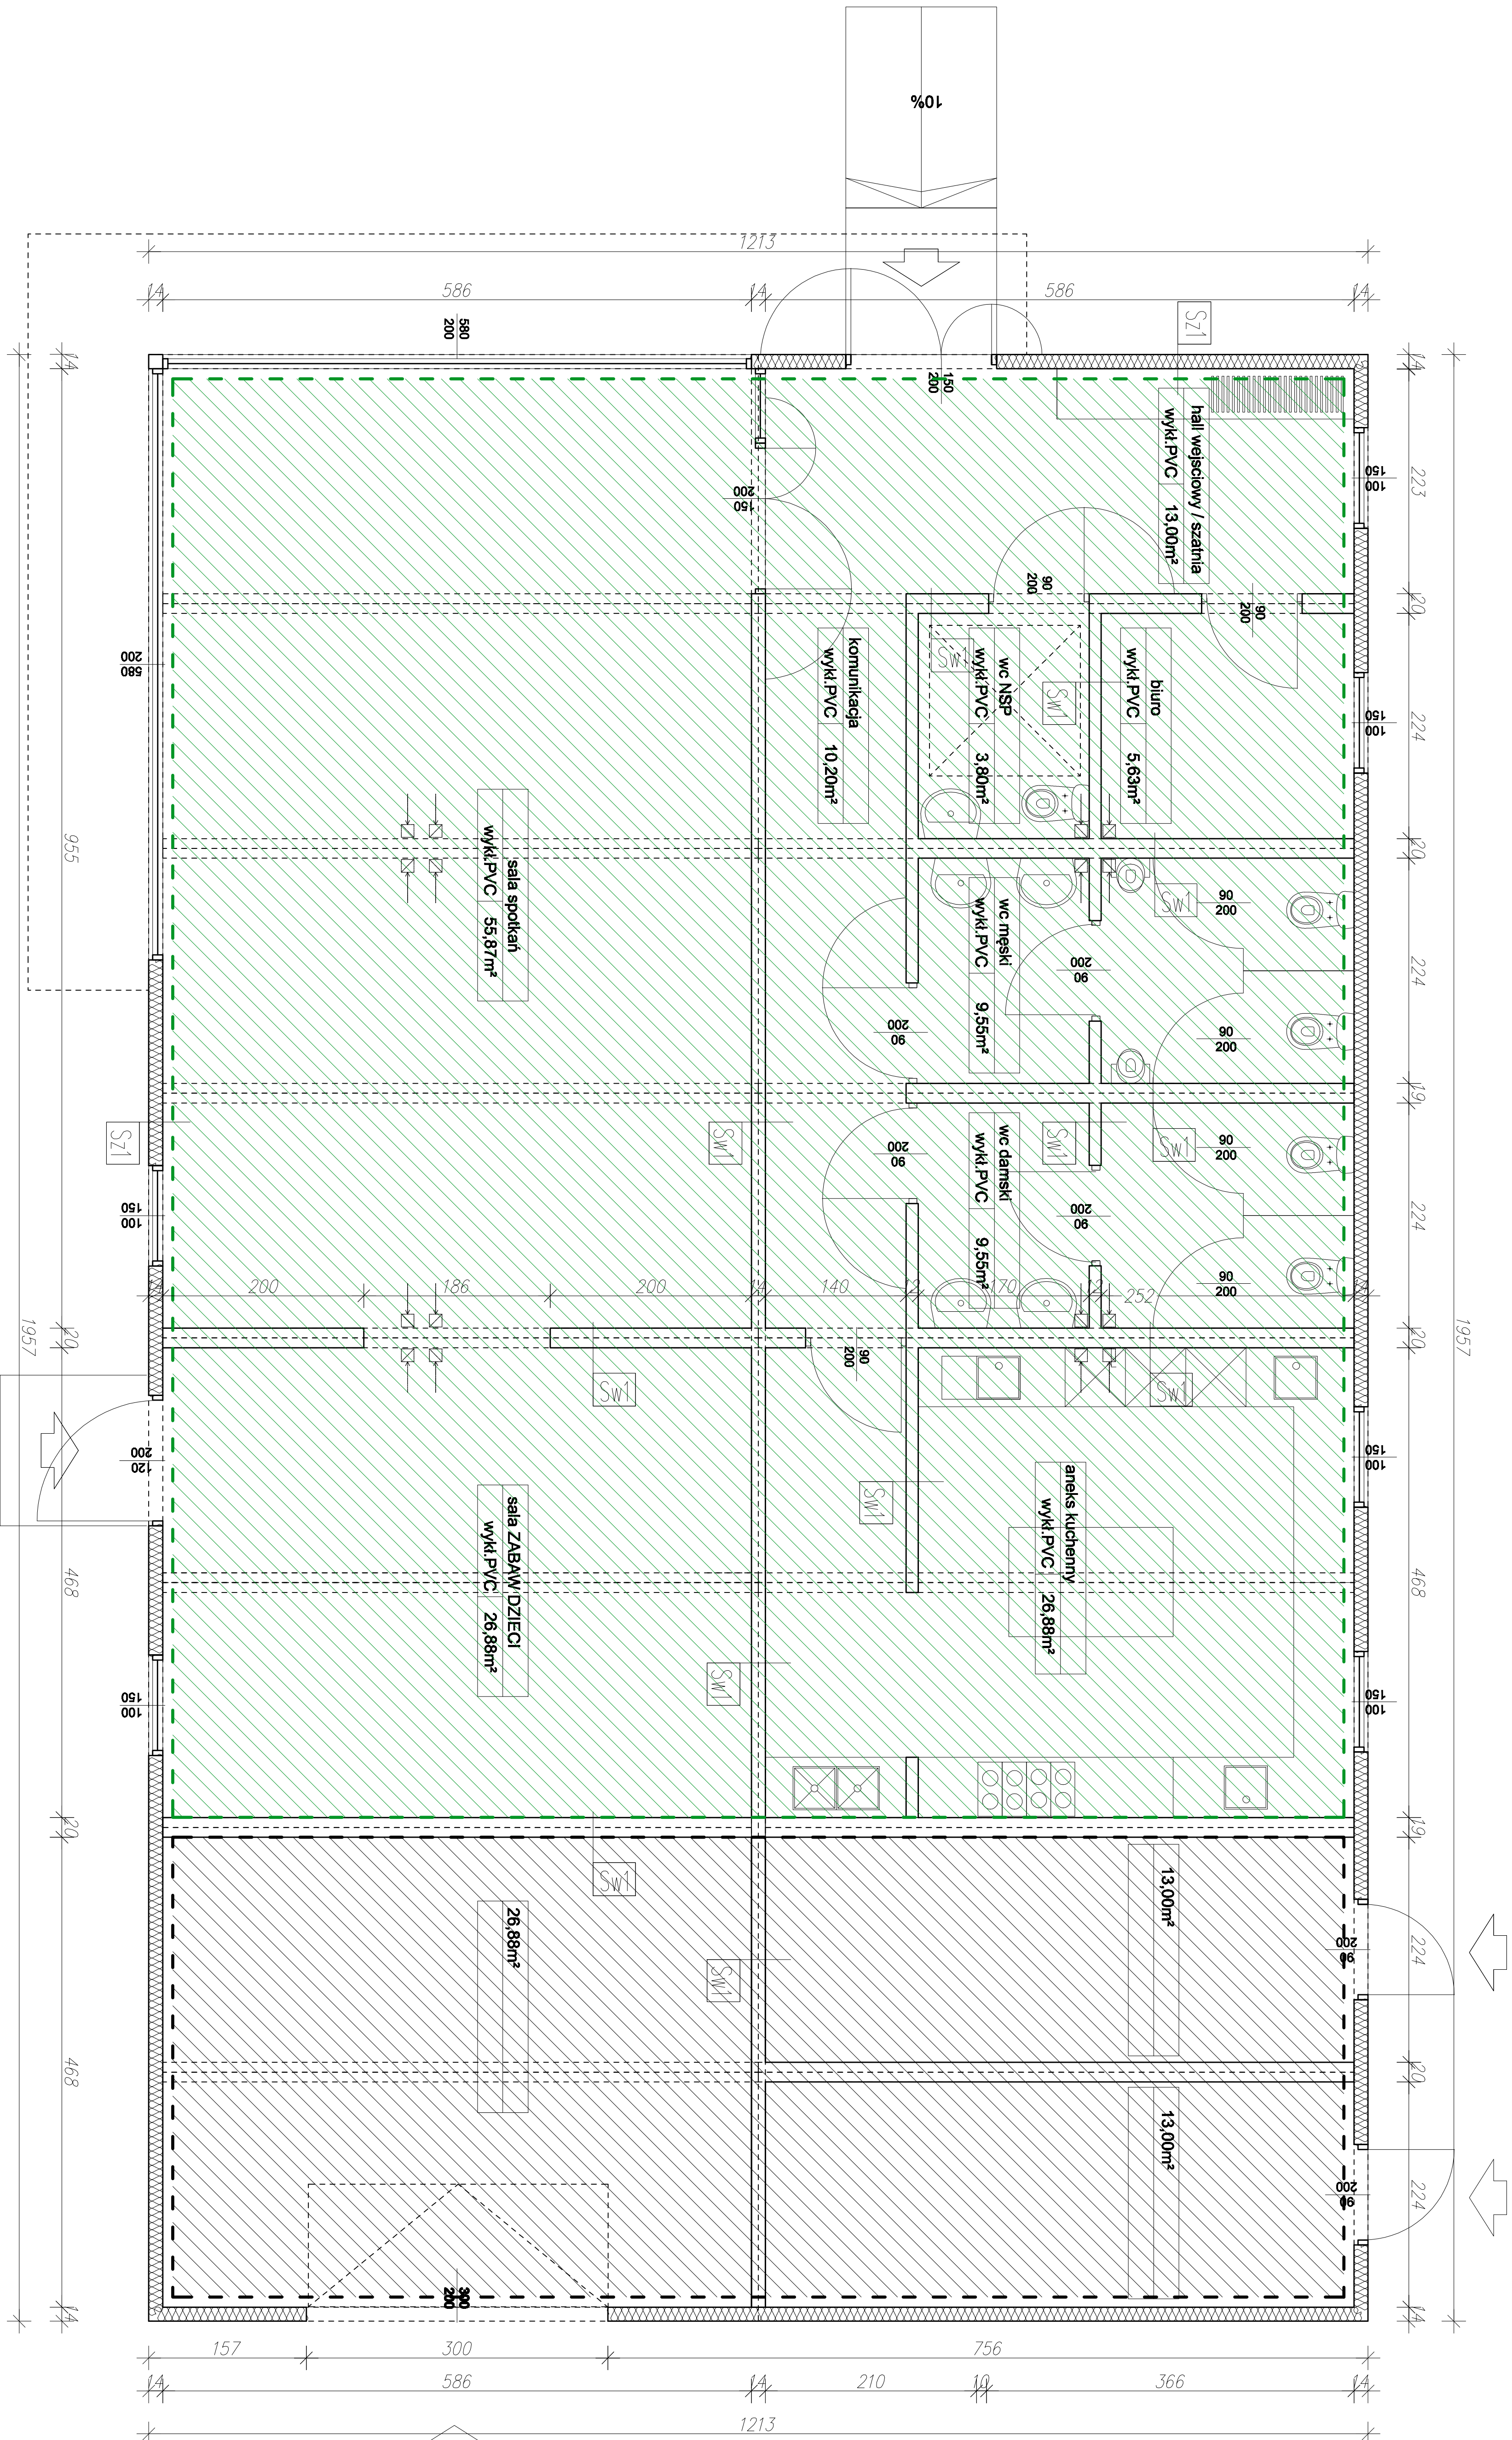 10%
1213
14
586
14
586
14
580
200
150
200
Sz1
14
14
hall wejsciowy / szatnia
wykł.PVC 13,00m²
150
100
223
150
200
90
200
90
200
20
580
200
komunikacja
wykł.PVC 10,20m²
Sw1
wc NSP
wykł.PVC 3,80m²
Sw1
biuro
wykł.PVC 5,63m²
150
100
224
20
955
sala spotkań
wykł.PVC 55,87m²
wc męski
wykł.PVC 9,55m²
Sw1
90
200
90
200
90
200
90
200
224
19
Sz1
Sw1
Sw1
Sw1
150
100
90
200
wc damski
wykł.PVC 9,55m²
90
200
90
200
90
200
224
14
200
186
200
14
140
12
170
12
252
14
20
1957
20
1957
90
200
Sw1
Sw1
120
200
sala ZABAW DZIECI
wykł.PVC 26,88m²
Sw1
aneks kuchenny
wykł.PVC 26,88m²
150
100
468
468
150
100
Sw1
150
100
20
19
Sw1
26,88m²
Sw1
13,00m²
90
200
224
20
468
13,00m²
90
200
224
300
200
14
14
157
300
756
14
586
14
210
10
366
14
1213